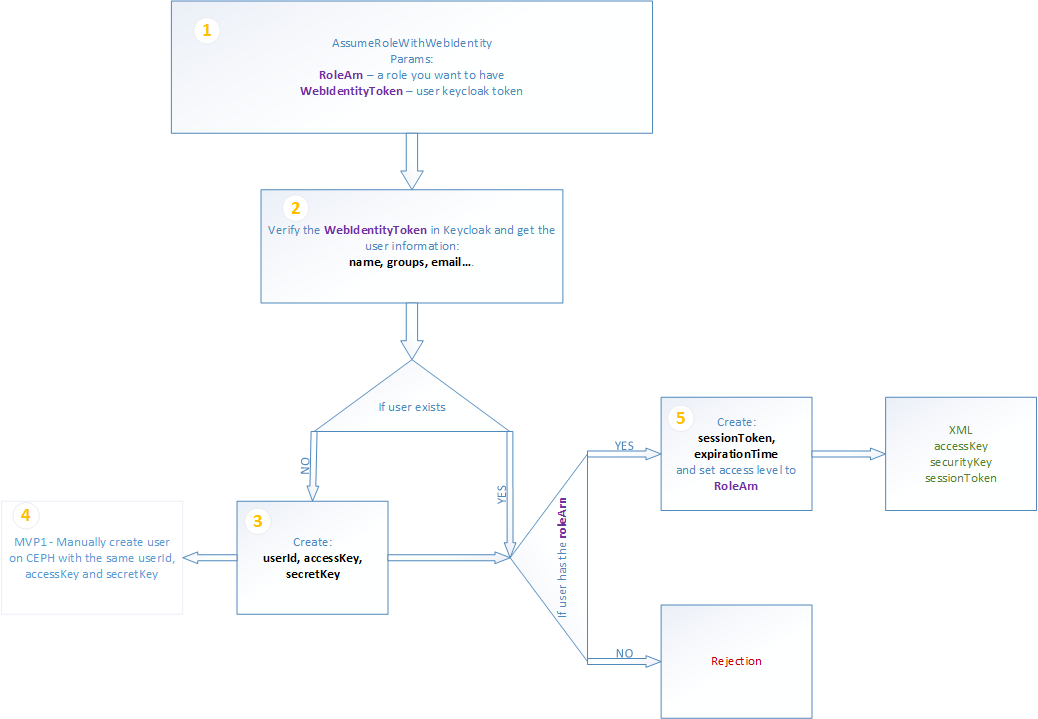 1
AssumeRoleWithWebIdentity
Params:
RoleArn – a role you want to have
WebIdentityToken – user keycloak token
2
Verify the WebIdentityToken in Keycloak and get the
user information:
name, groups, email….
If user exists
NO
YES
3
Create:
userId, accessKey,
secretKey
4
MVP1 - Manually create user
on CEPH with the same userId,
accessKey and secretKey
If user has the roleArn
YES
NO
5
Create:
sessionToken,
expirationTime
and set access level to
RoleArn
XML
accessKey
securityKey
sessionToken
Rejection